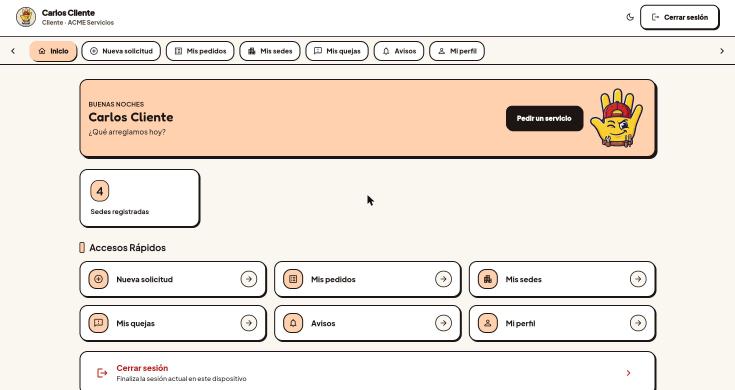 Carlos Cliente
Cliente · ACME Servicios
Cerrar sesión
Inicio
Nueva solicitud
Mis pedidos
Mis sedes
Mis quejas
Avisos
Mi perfil
BUENAS NOCHES
Carlos Cliente
¿Qué arreglamos hoy?
Pedir un servicio
4
Sedes registradas
Accesos Rápidos
Nueva solicitud
Mis pedidos
Mis sedes
Mis quejas
Avisos
Mi perfil
Cerrar sesión
Finaliza la sesión actual en este dispositivo